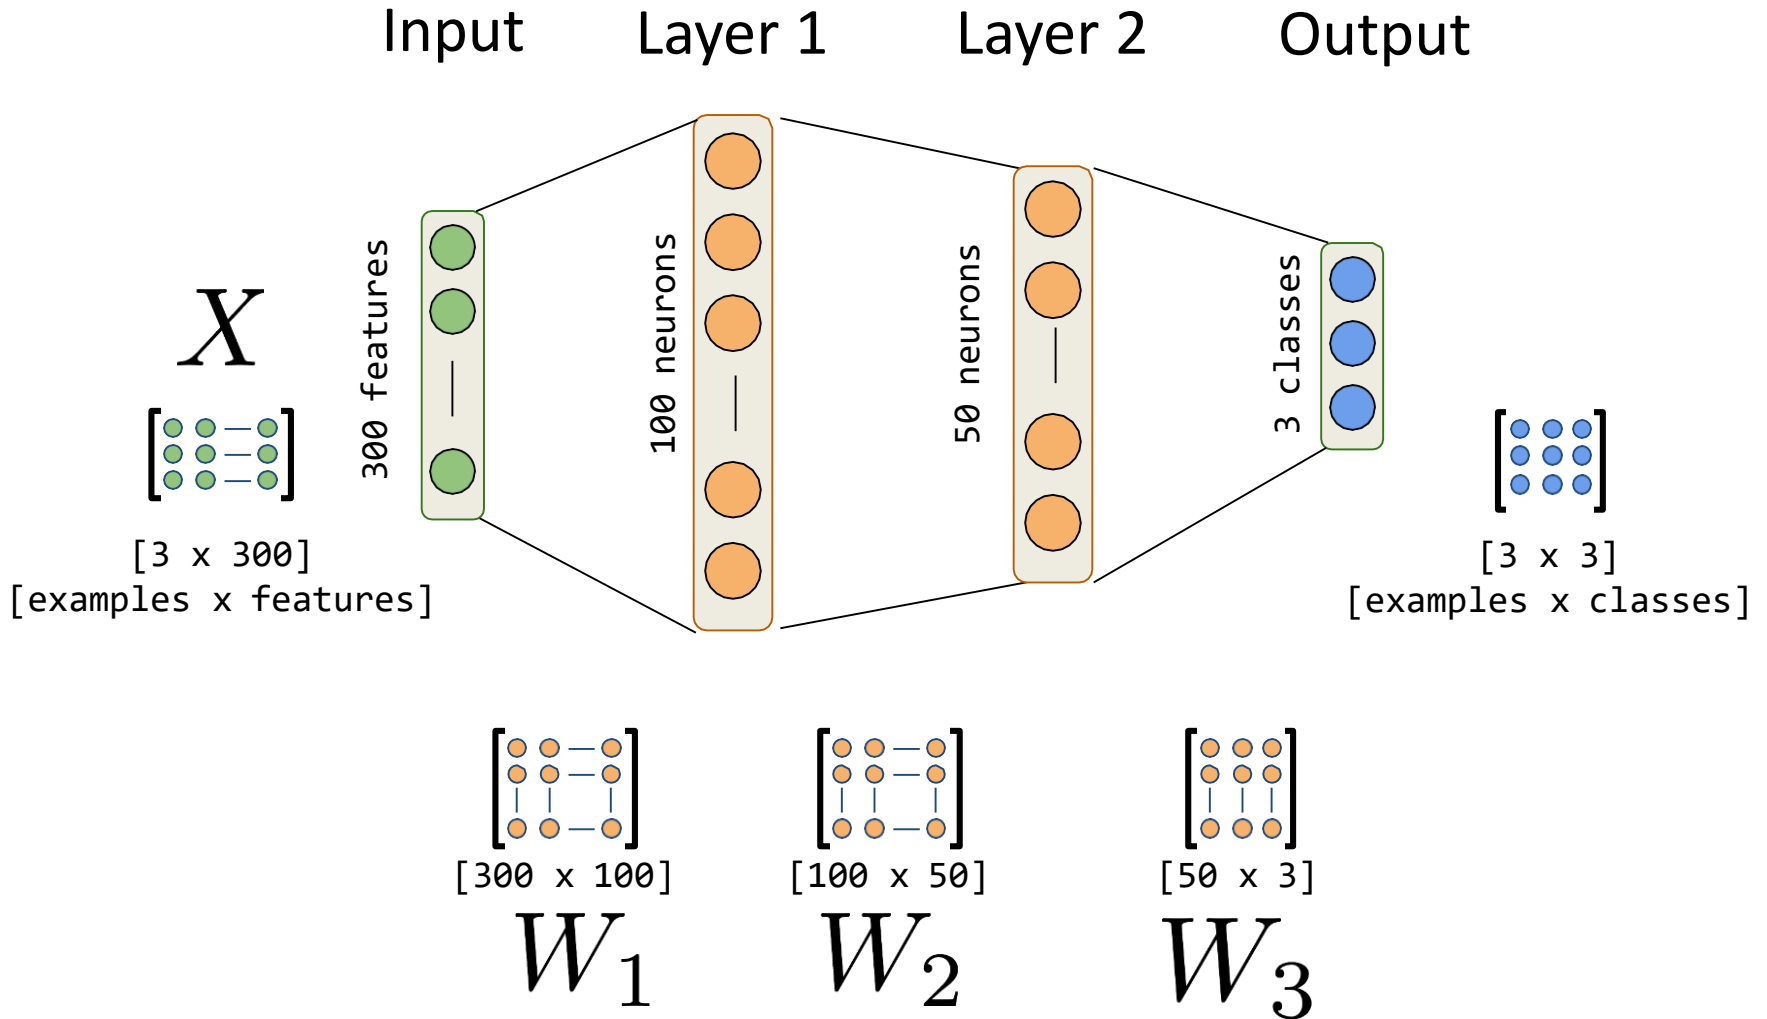 Input
Layer 1
Layer 2
Output
X
[3 x 300]
[examples x features]
300 features
100 neurons
50 neurons
3 classes
[3 x 3]
[examples x classes]
[300 x 100]
[100 x 50]
[50 x 3]
W₁
W₂
W₃